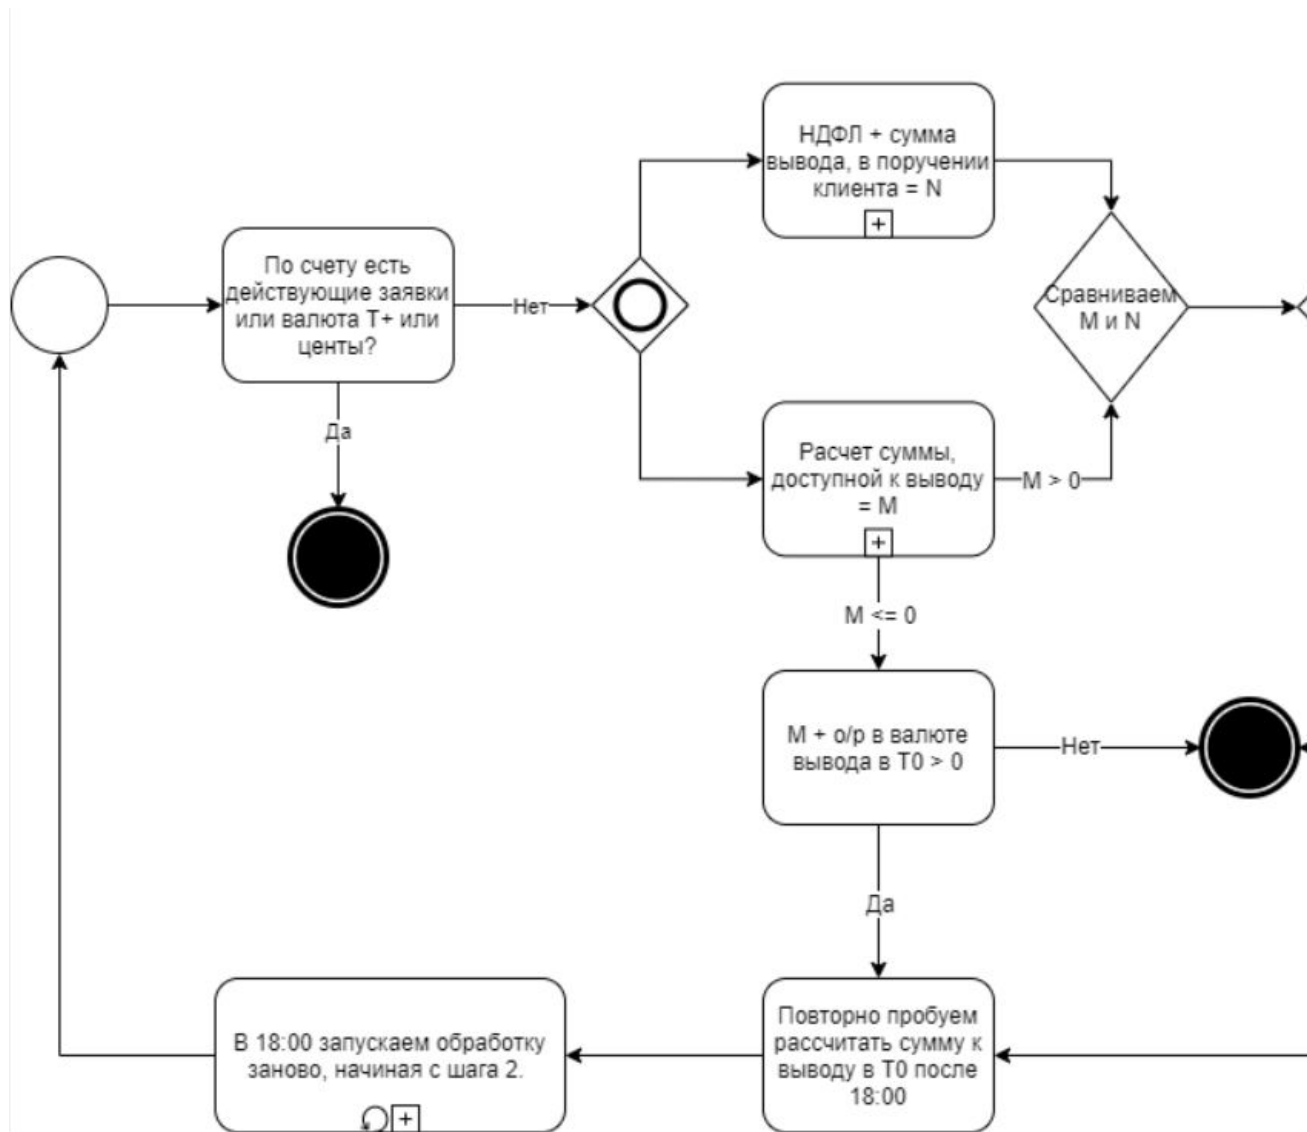 НДФЛ + сумма
вывода, в поручении
клиента = N
По счету есть
действующие заявки
или валюта Т+ или
центы?
Нет
Сравниваем
M и N
Да
Расчет суммы,
доступной к выводу
= M
M > 0
M <= 0
М + о/р в валюте
вывода в Т0 > 0
Нет
Да
Повторно пробуем
рассчитать сумму к
выводу в Т0 после
18:00
В 18:00 запускаем обработку
заново, начиная с шага 2.